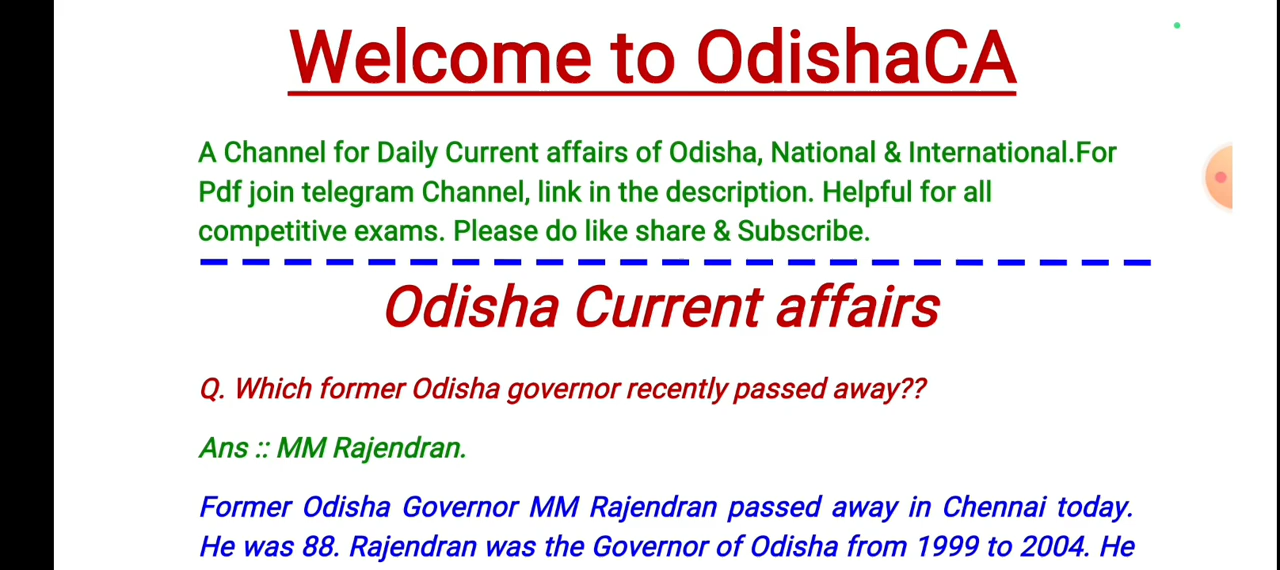 Welcome to OdishaCA
A Channel for Daily Current affairs of Odisha, National & International.For
Pdf join telegram Channel, link in the description. Helpful for all
competitive exams. Please do like share & Subscribe.
Odisha Current affairs
Q. Which former Odisha governor recently passed away??
Ans :: MM Rajendran.
Former Odisha Governor MM Rajendran passed away in Chennai today.
He was 88. Rajendran was the Governor of Odisha from 1999 to 2004. He